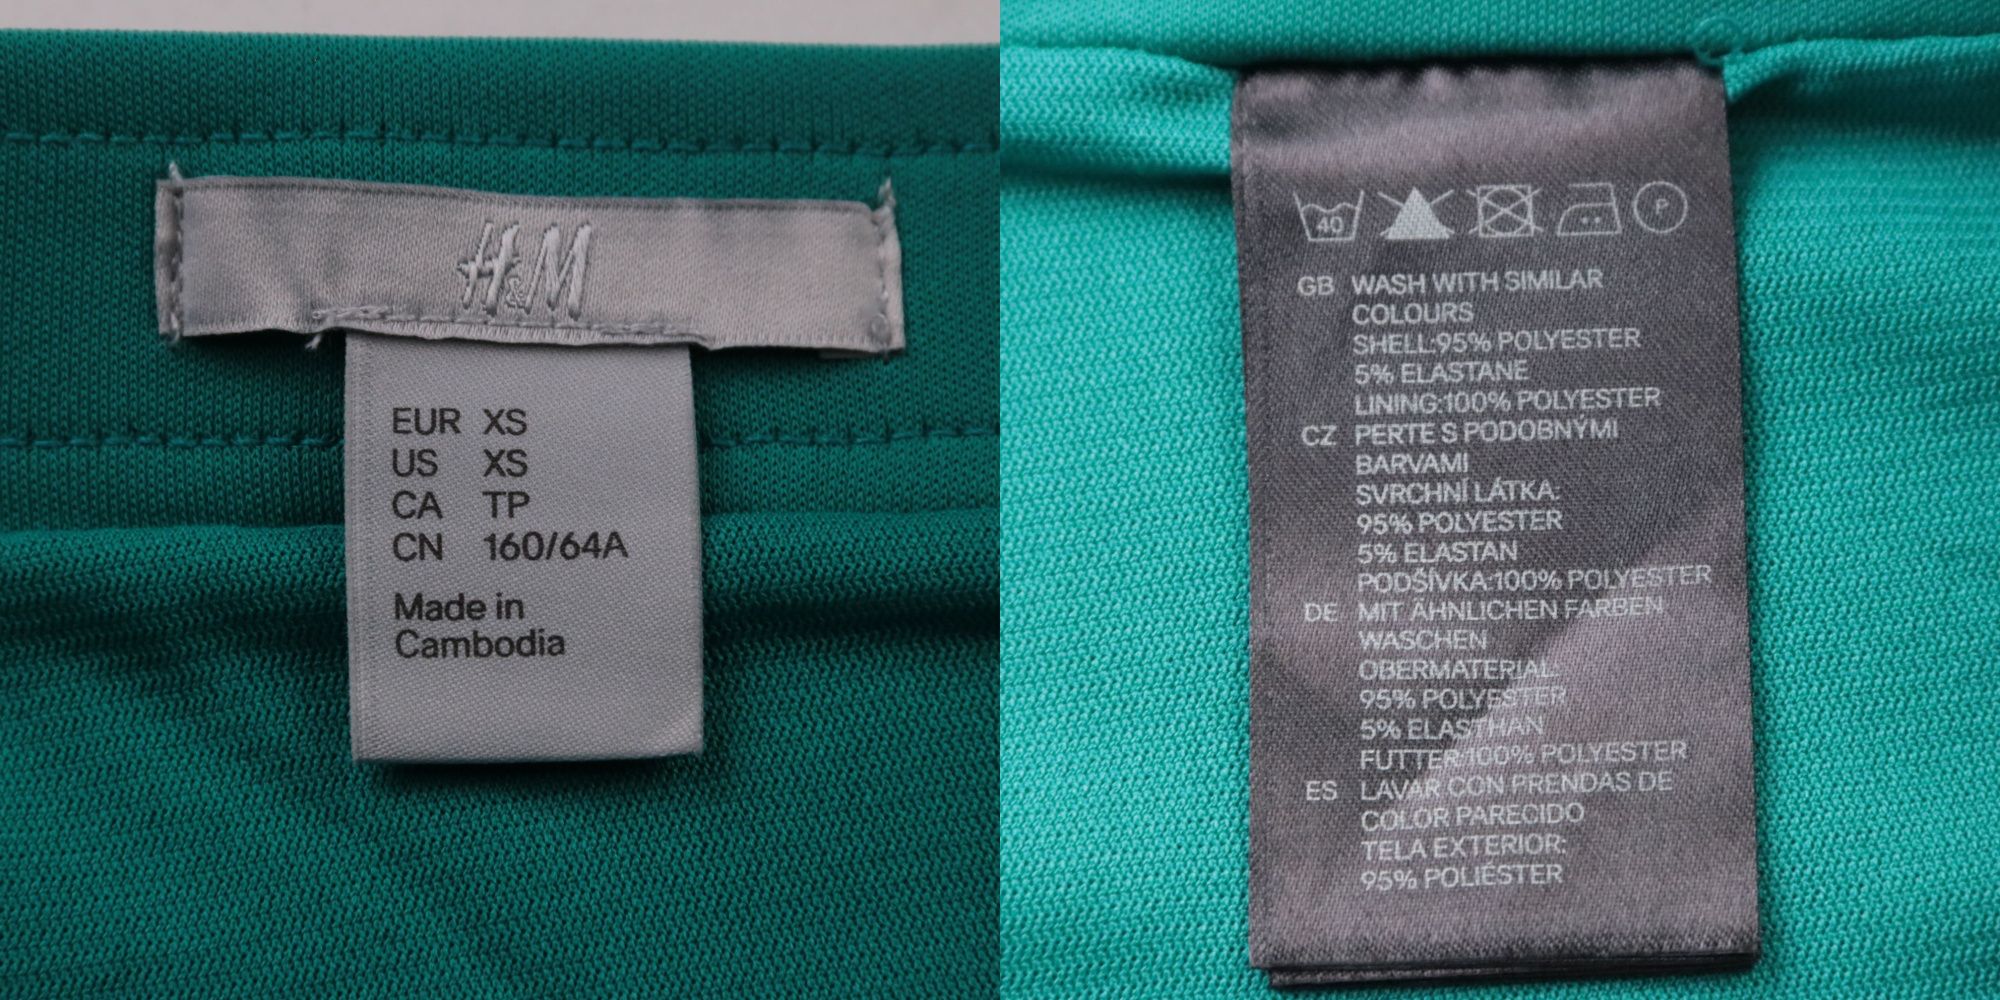 H&M
EUR XS
US XS
CA TP
CN 160/64A
Made in
Cambodia
40
P
GB WASH WITH SIMILAR
COLOURS
SHELL:95% POLYESTER
5% ELASTANE
LINING:100% POLYESTER
CZ PERTE S PODOBNÝMI
BARVAMI
SVRCHNÍ LÁTKA:
95% POLYESTER
5% ELASTAN
PODŠÍVKA:100% POLYESTER
DE MIT ÄHNLICHEN FARBEN
WASCHEN
OBERMATERIAL:
95% POLYESTER
5% ELASTHAN
FUTTER:100% POLYESTER
ES LAVAR CON PRENDAS DE
COLOR PARECIDO
TELA EXTERIOR:
95% POLIÉSTER